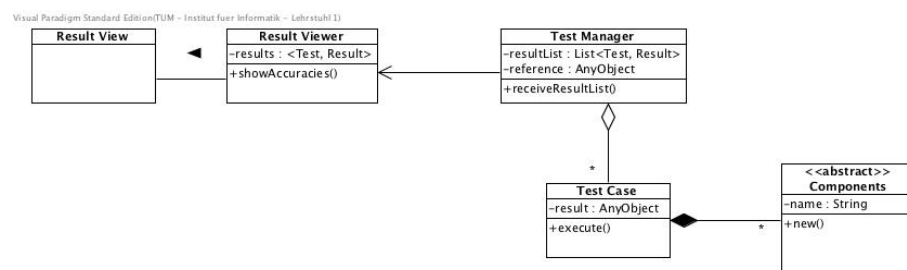 Visual Paradigm Standard Edition(TUM - Institut fuer Informatik - Lehrstuhl 1)
Result View
Result Viewer
-results : <Test, Result>
+showAccuracies()
Test Manager
-resultList : List<Test, Result>
-reference : AnyObject
+receiveResultList()
*
Test Case
-result : AnyObject
+execute()
*
<<abstract>>
Components
-name : String
+new()